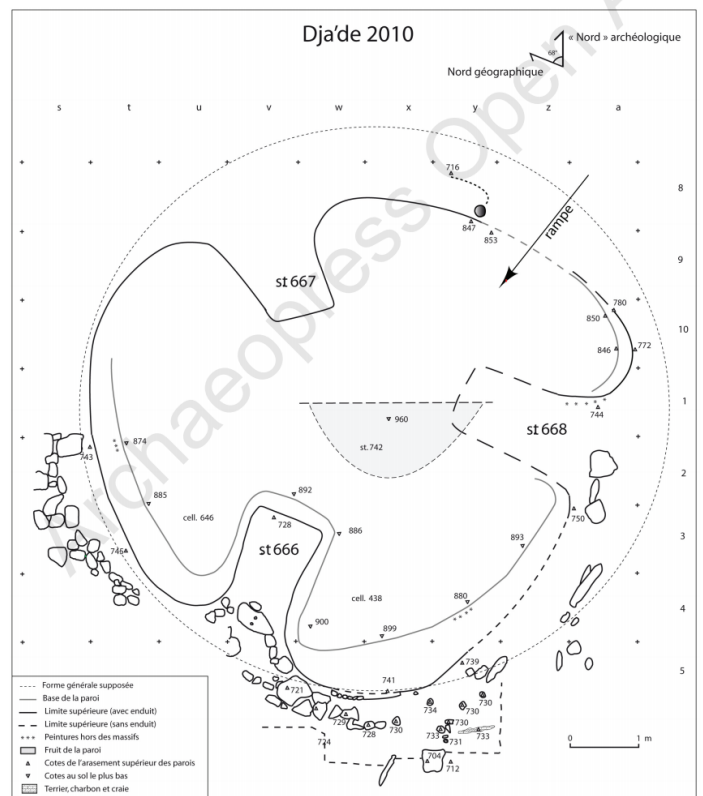 Dja'de 2010
« Nord » archéologique
68°
Nord géographique
s t u v w x y z a
716
8
847
853
rampe
9
st 667
780
850
10
846
772
1
960
744
st 668
st. 742
874
743
2
885
892
750
cell. 646
728
886
893
3
746
st 666
cell. 438
880
4
900
899
739
5
741
721
734
730
730
729
728
730
733
730
731
733
724
704
712
0 1 m
Forme générale supposée
Base de la paroi
Limite supérieure (avec enduit)
Limite supérieure (sans enduit)
Peintures hors des massifs
Fruit de la paroi
Cotes de l'arasement supérieur des parois
Cotes au sol le plus bas
Terrier, charbon et craie
Archaeopress Open A